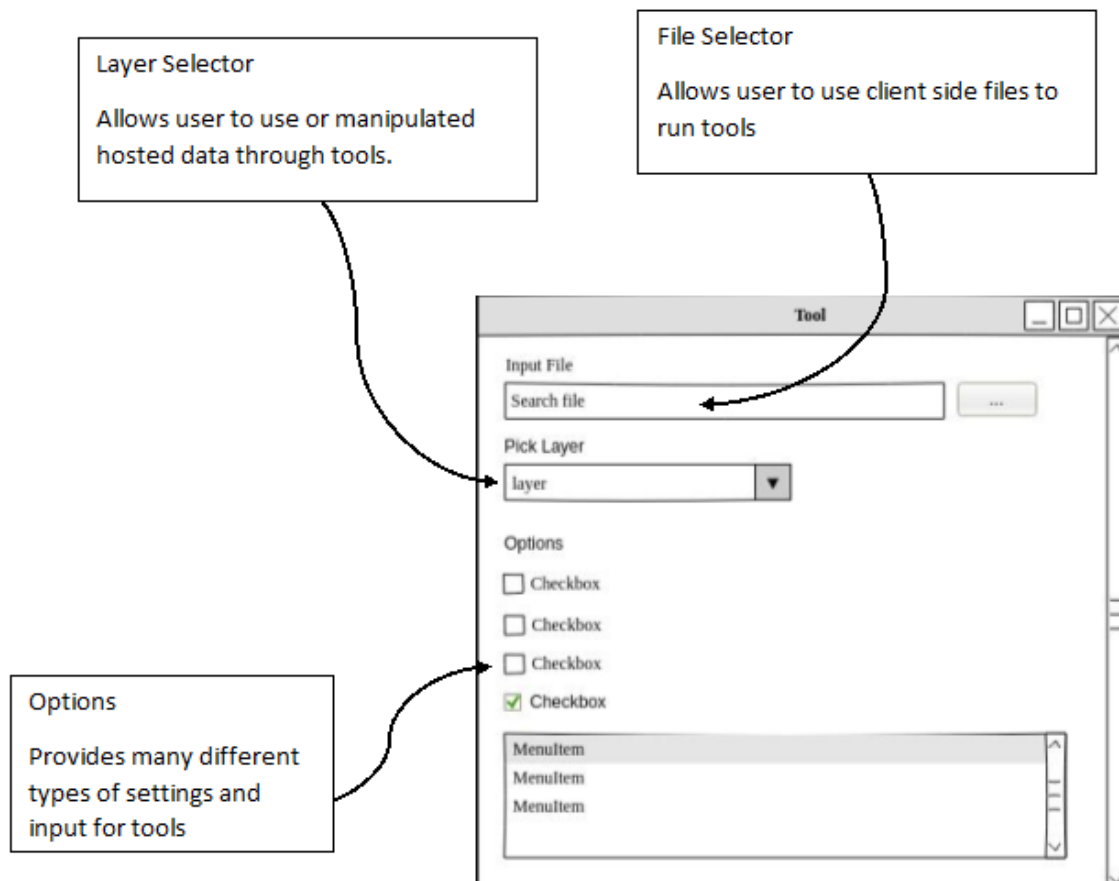 Layer Selector
Allows user to use or manipulated
hosted data through tools.
File Selector
Allows user to use client side files to
run tools
Tool
Input File
Search file
...
Pick Layer
layer
Options
Checkbox
Checkbox
Checkbox
Checkbox
MenuItem
MenuItem
MenuItem
Options
Provides many different
types of settings and
input for tools